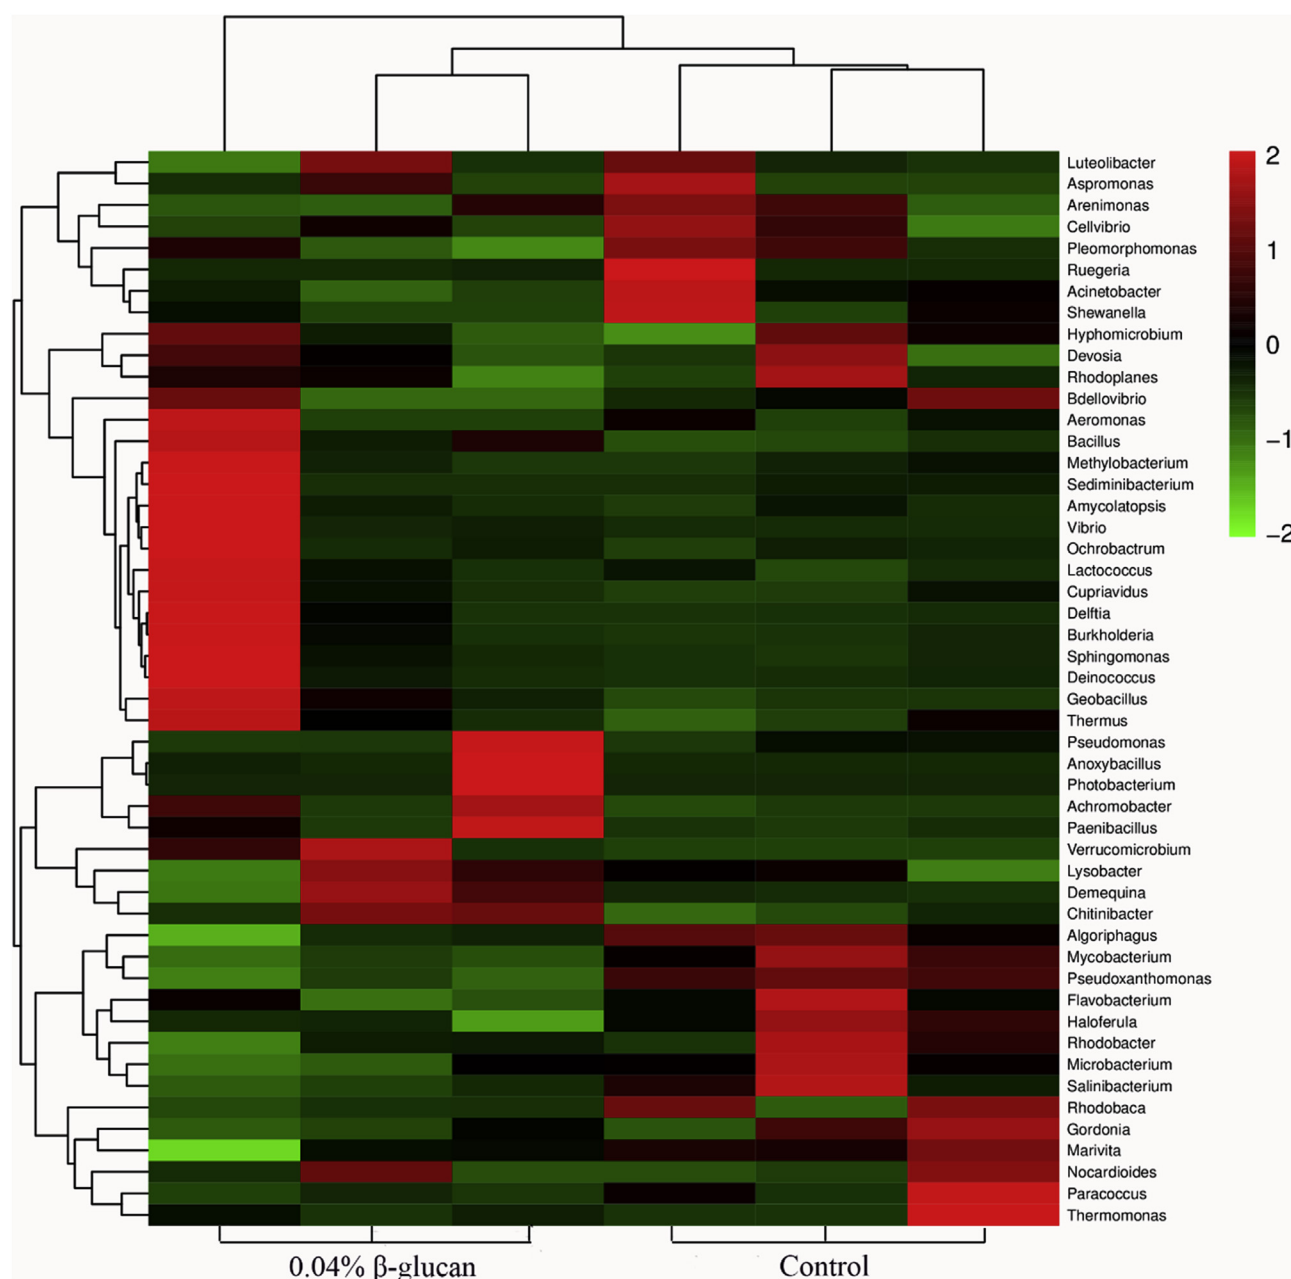 Luteolibacter
Aspromonas
Arenimonas
Cellvibrio
Pleomorphomonas
Ruegeria
Acinetobacter
Shewanella
Hyphomicrobium
Devosia
Rhodoplanes
Bdellovibrio
Aeromonas
Bacillus
Methylobacterium
Sediminibacterium
Amycolatopsis
Vibrio
Ochrobactrum
Lactococcus
Cupriavidus
Delftia
Burkholderia
Sphingomonas
Deinococcus
Geobacillus
Thermus
Pseudomonas
Anoxybacillus
Photobacterium
Achromobacter
Paenibacillus
Verrucomicrobium
Lysobacter
Demequina
Chitinibacter
Algoriphagus
Mycobacterium
Pseudoxanthomonas
Flavobacterium
Haloferula
Rhodobacter
Microbacterium
Salinibacterium
Rhodobaca
Gordonia
Marivita
Nocardioides
Paracoccus
Thermomonas
2
1
0
−1
−2
0.04% β-glucan
Control